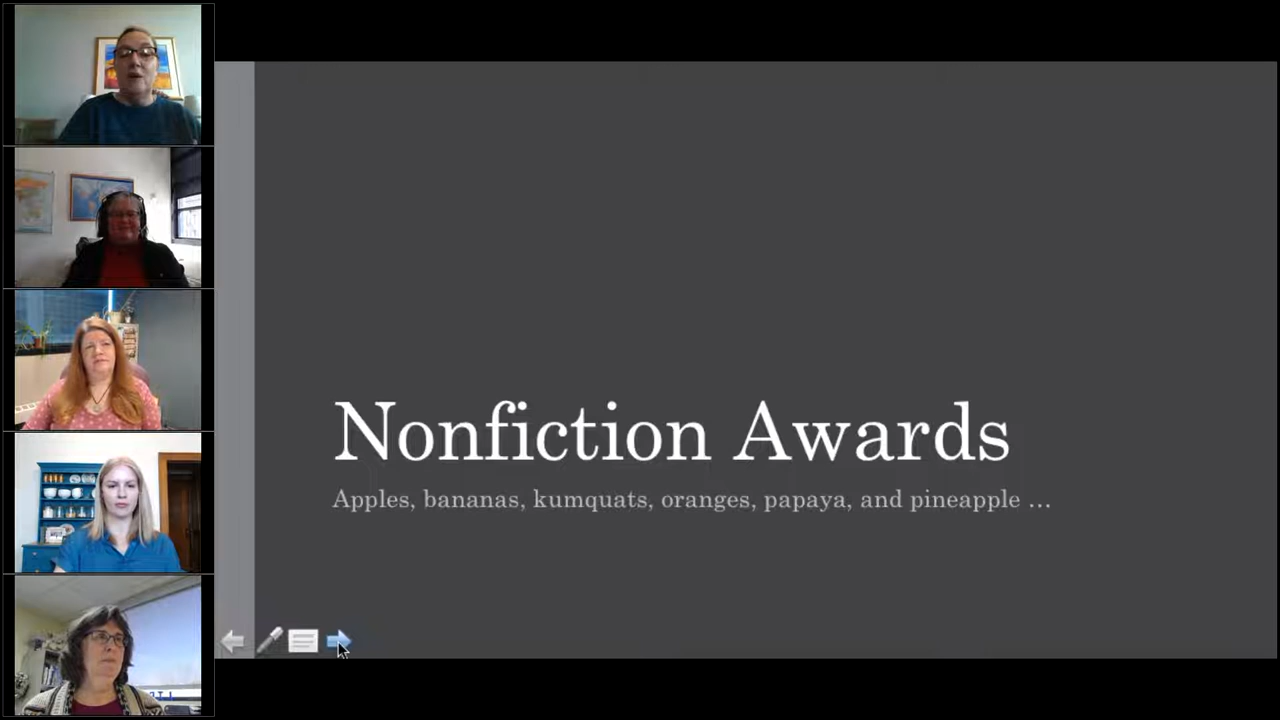 Nonfiction Awards
Apples, bananas, kumquats, oranges, papaya, and pineapple ...